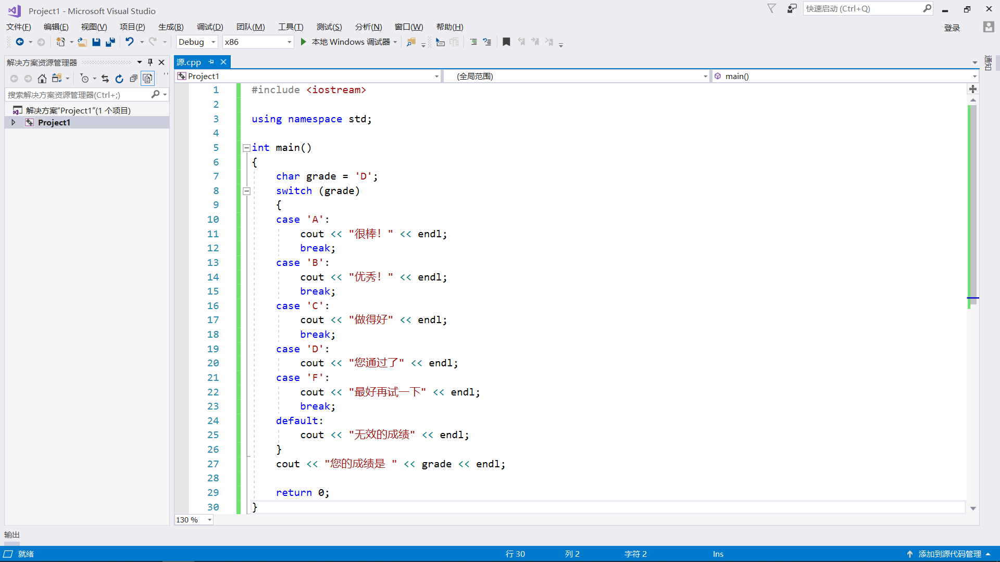 Project1 - Microsoft Visual Studio
快速启动 (Ctrl+Q)
文件(F) 编辑(E) 视图(V) 项目(P) 生成(B) 调试(D) 团队(M) 工具(T) 测试(S) 分析(N) 窗口(W) 帮助(H)
登录
Debug x86 本地 Windows 调试器
解决方案资源管理器
搜索解决方案资源管理器(Ctrl+;)
解决方案“Project1”(1 个项目)
Project1
源.cpp
通知
Project1 (全局范围) main()
1 #include <iostream>
2
3 using namespace std;
4
5 int main()
6 {
7 char grade = 'D';
8 switch (grade)
9 {
10 case 'A':
11 cout << "很棒！" << endl;
12 break;
13 case 'B':
14 cout << "优秀！" << endl;
15 break;
16 case 'C':
17 cout << "做得好" << endl;
18 break;
19 case 'D':
20 cout << "您通过了" << endl;
21 case 'F':
22 cout << "最好再试一下" << endl;
23 break;
24 default:
25 cout << "无效的成绩" << endl;
26 }
27 cout << "您的成绩是 " << grade << endl;
28
29 return 0;
30 }
130 %
输出
就绪 行 30 列 2 字符 2 Ins 添加到源代码管理